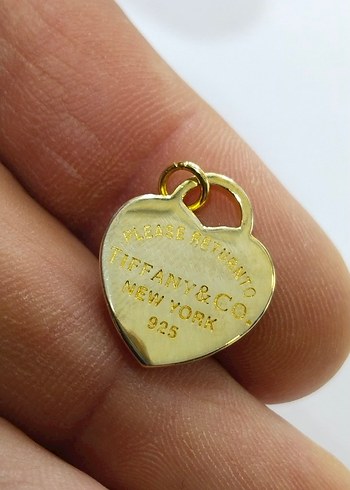 PLEASE RETURN TO
TIFFANY & CO.
NEW YORK
925